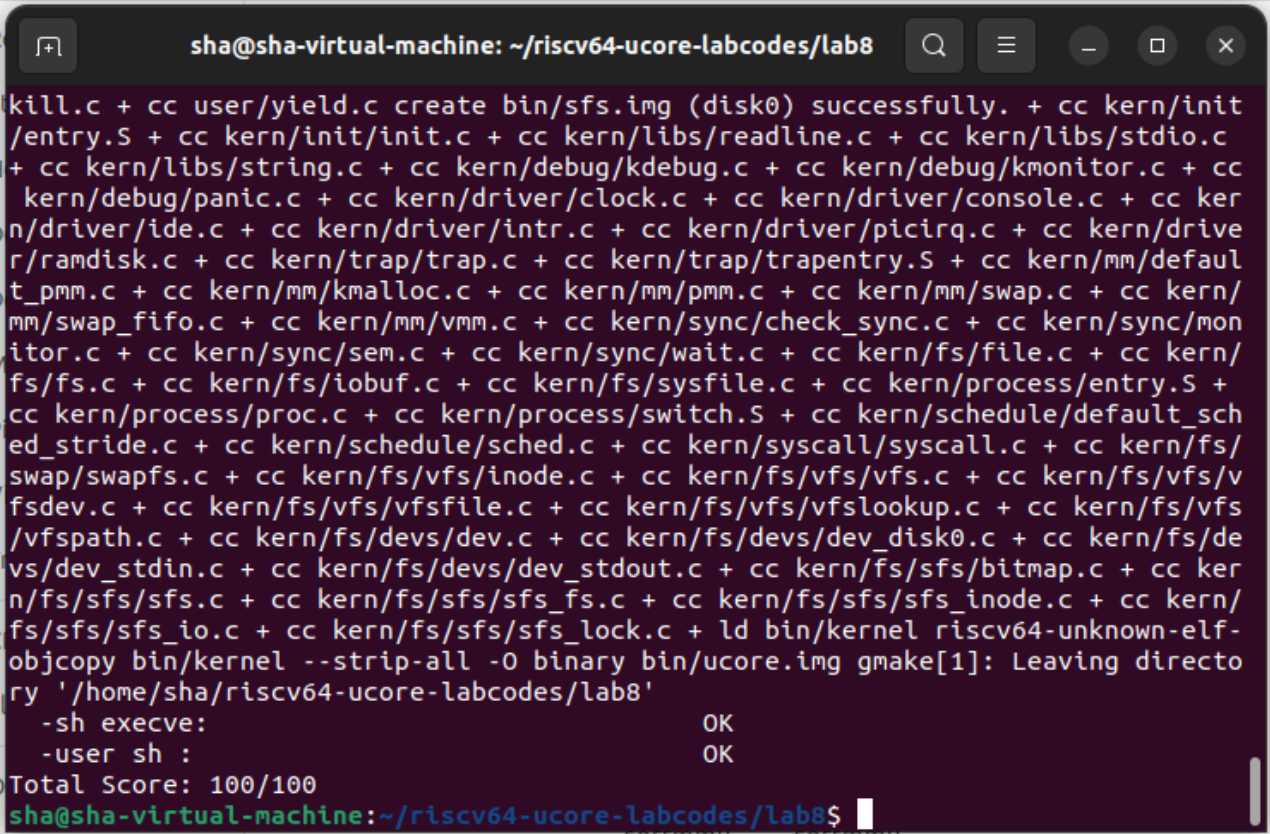 sha@sha-virtual-machine: ~/riscv64-ucore-labcodes/lab8
kill.c + cc user/yield.c create bin/sfs.img (disk0) successfully. + cc kern/init
/entry.S + cc kern/init/init.c + cc kern/libs/readline.c + cc kern/libs/stdio.c
+ cc kern/libs/string.c + cc kern/debug/kdebug.c + cc kern/debug/kmonitor.c + cc
 kern/debug/panic.c + cc kern/driver/clock.c + cc kern/driver/console.c + cc ker
n/driver/ide.c + cc kern/driver/intr.c + cc kern/driver/picirq.c + cc kern/drive
r/ramdisk.c + cc kern/trap/trap.c + cc kern/trap/trapentry.S + cc kern/mm/defaul
t_pmm.c + cc kern/mm/kmalloc.c + cc kern/mm/pmm.c + cc kern/mm/swap.c + cc kern/
mm/swap_fifo.c + cc kern/mm/vmm.c + cc kern/sync/check_sync.c + cc kern/sync/mon
itor.c + cc kern/sync/sem.c + cc kern/sync/wait.c + cc kern/fs/file.c + cc kern/
fs/fs.c + cc kern/fs/iobuf.c + cc kern/fs/sysfile.c + cc kern/process/entry.S +
cc kern/process/proc.c + cc kern/process/switch.S + cc kern/schedule/default_sch
ed_stride.c + cc kern/schedule/sched.c + cc kern/syscall/syscall.c + cc kern/fs/
swap/swapfs.c + cc kern/fs/vfs/inode.c + cc kern/fs/vfs/vfs.c + cc kern/fs/vfs/v
fsdev.c + cc kern/fs/vfs/vfsfile.c + cc kern/fs/vfs/vfslookup.c + cc kern/fs/vfs
/vfspath.c + cc kern/fs/devs/dev.c + cc kern/fs/devs/dev_disk0.c + cc kern/fs/de
vs/dev_stdin.c + cc kern/fs/devs/dev_stdout.c + cc kern/fs/sfs/bitmap.c + cc ker
n/fs/sfs/sfs.c + cc kern/fs/sfs/sfs_fs.c + cc kern/fs/sfs/sfs_inode.c + cc kern/
fs/sfs/sfs_io.c + cc kern/fs/sfs/sfs_lock.c + ld bin/kernel riscv64-unknown-elf-
objcopy bin/kernel --strip-all -O binary bin/ucore.img gmake[1]: Leaving directo
ry '/home/sha/riscv64-ucore-labcodes/lab8'
  -sh execve:                                OK
  -user sh :                                 OK
Total Score: 100/100
sha@sha-virtual-machine:~/riscv64-ucore-labcodes/lab8$